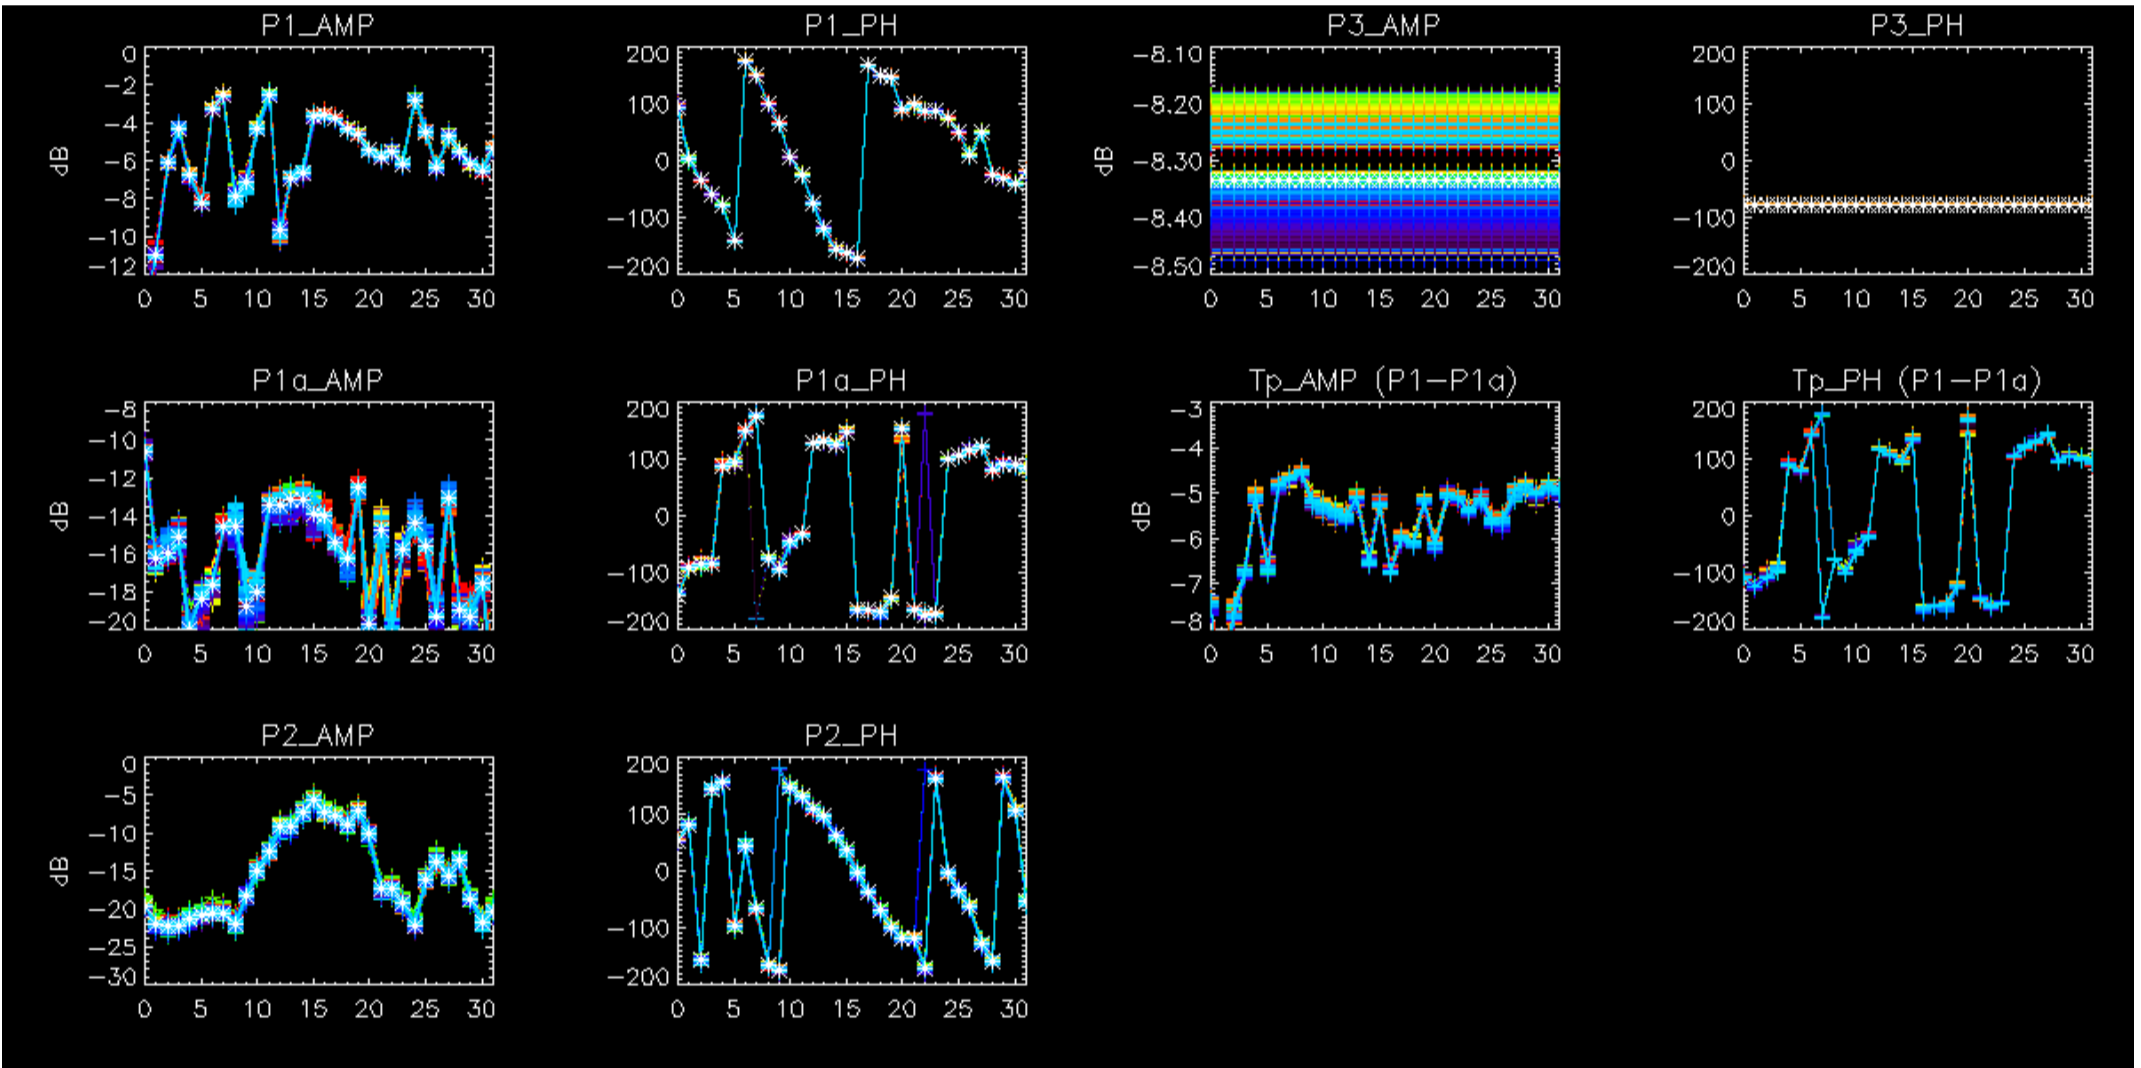 P1_AMP
dB
0
-2
-4
-6
-8
-10
-12
0 5 10 15 20 25 30
P1_PH
200
100
0
-100
-200
0 5 10 15 20 25 30
P3_AMP
dB
-8.10
-8.20
-8.30
-8.40
-8.50
0 5 10 15 20 25 30
P3_PH
200
100
0
-100
-200
0 5 10 15 20 25 30
P1a_AMP
dB
-8
-10
-12
-14
-16
-18
-20
0 5 10 15 20 25 30
P1a_PH
200
100
0
-100
-200
0 5 10 15 20 25 30
Tp_AMP (P1-P1a)
dB
-3
-4
-5
-6
-7
-8
0 5 10 15 20 25 30
Tp_PH (P1-P1a)
200
100
0
-100
-200
0 5 10 15 20 25 30
P2_AMP
dB
0
-5
-10
-15
-20
-25
-30
0 5 10 15 20 25 30
P2_PH
200
100
0
-100
-200
0 5 10 15 20 25 30